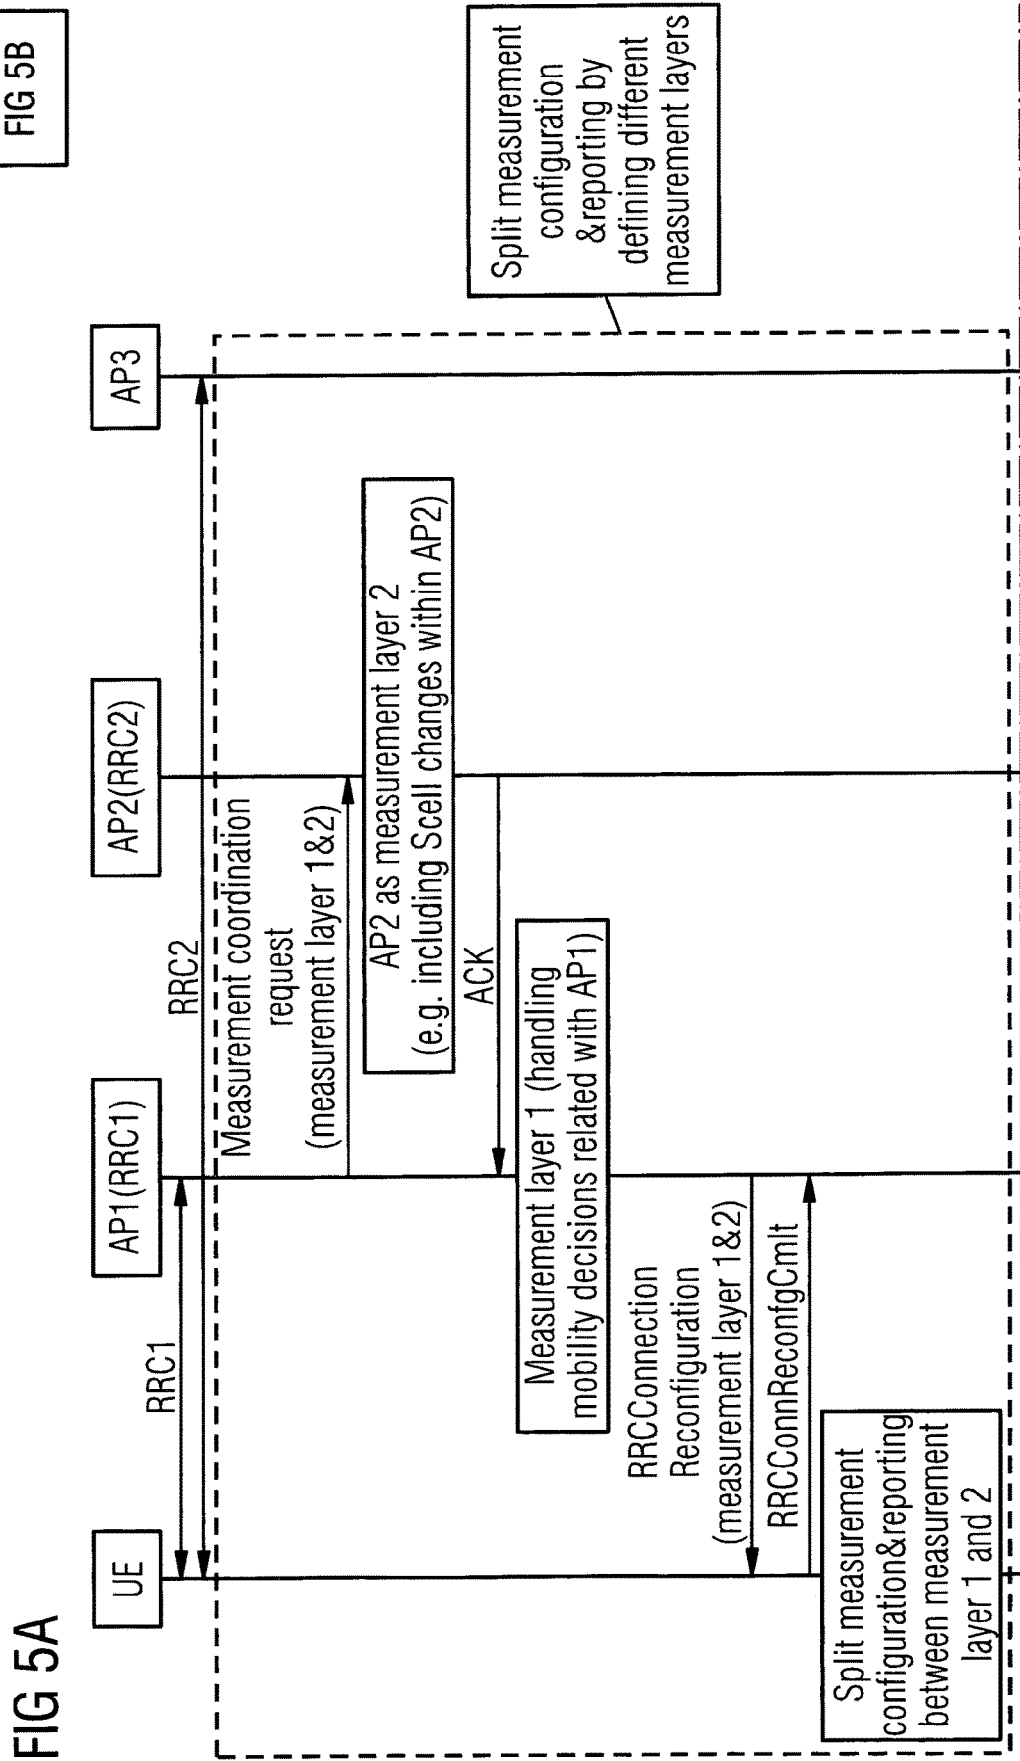 FIG 5A
FIG 5B
UE
AP1(RRC1)
AP2(RRC2)
AP3
RRC1
RRC2
Measurement coordination
request
(measurement layer 1&2)
AP2 as measurement layer 2
(e.g. including Scell changes within AP2)
ACK
Measurement layer 1 (handling
mobility decisions related with AP1)
RRCConnection
Reconfiguration
(measurement layer 1&2)
RRCConnReconfgCmlt
Split measurement
configuration&reporting
between measurement
layer 1 and 2
Split measurement
configuration
&reporting by
defining different
measurement layers